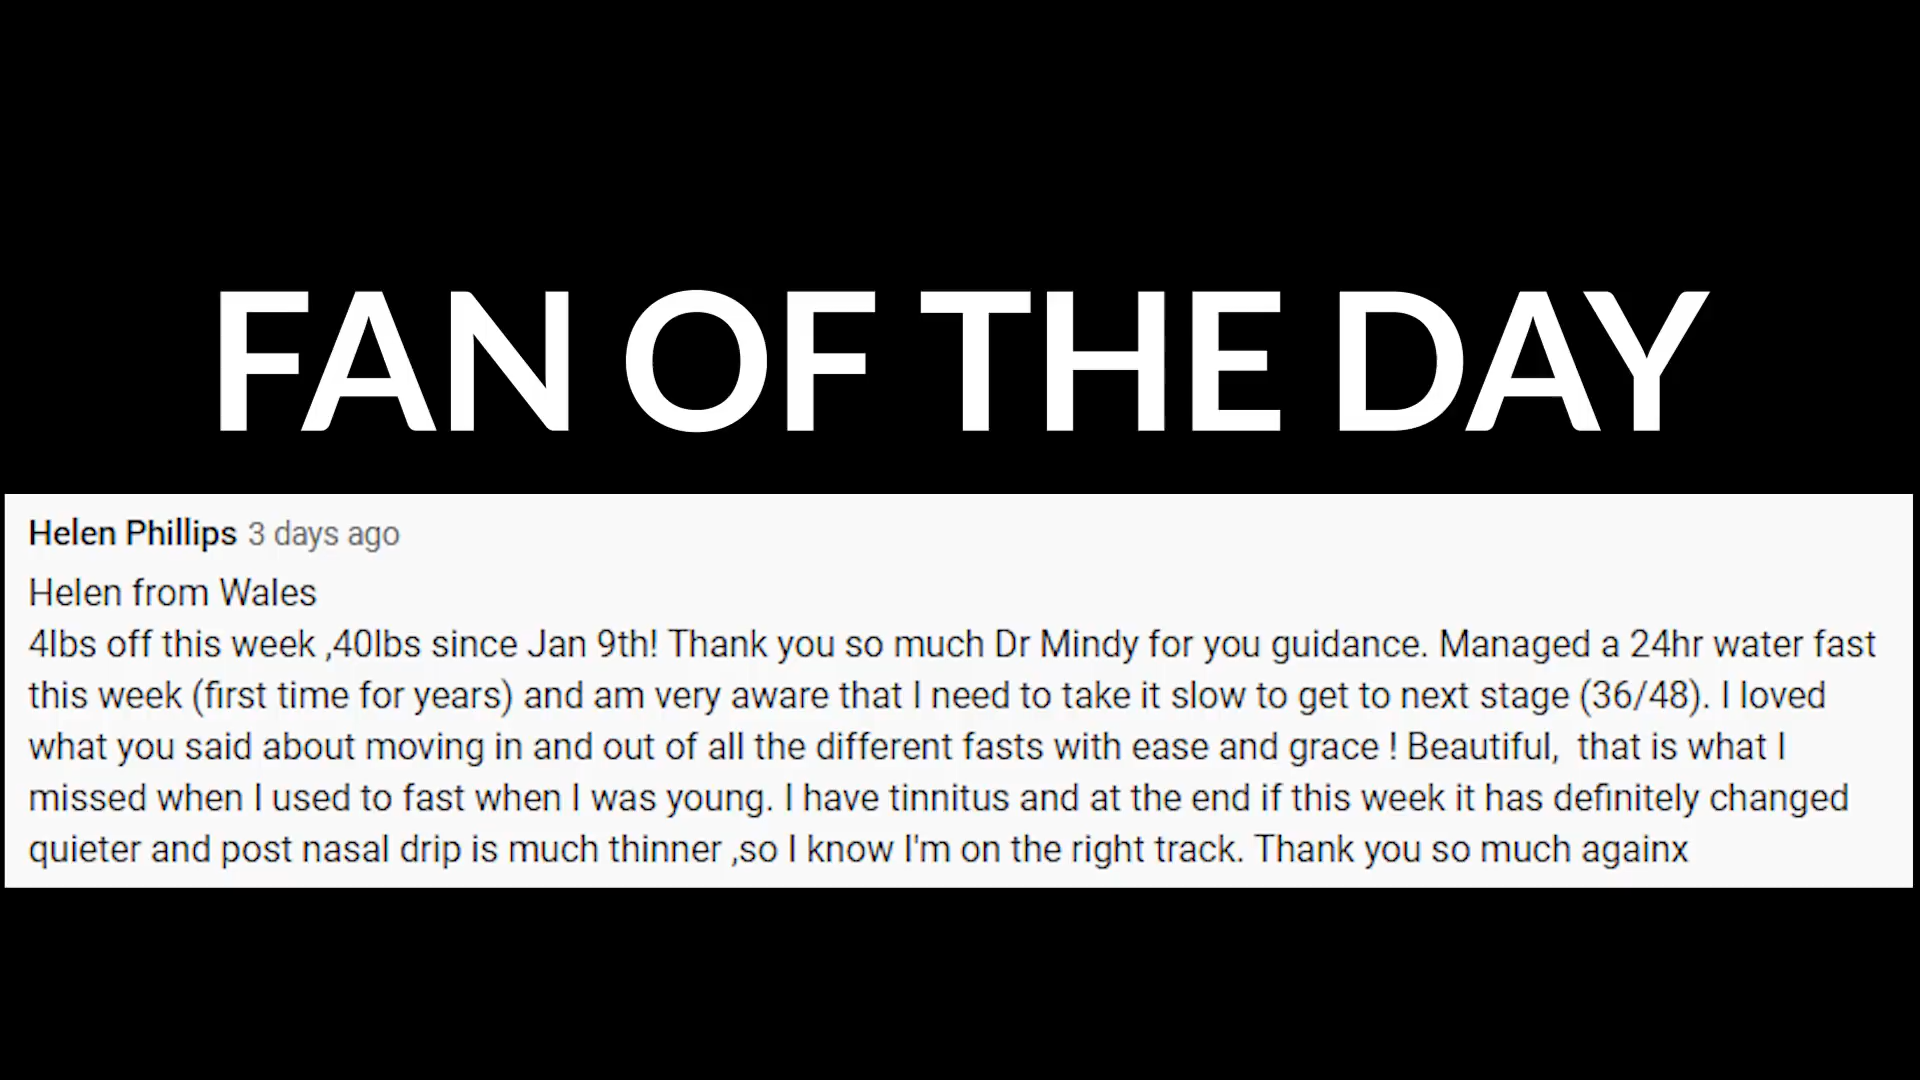 FAN OF THE DAY
Helen Phillips 3 days ago
Helen from Wales
4lbs off this week ,40lbs since Jan 9th! Thank you so much Dr Mindy for you guidance. Managed a 24hr water fast
this week (first time for years) and am very aware that I need to take it slow to get to next stage (36/48). I loved
what you said about moving in and out of all the different fasts with ease and grace ! Beautiful,  that is what I
missed when I used to fast when I was young. I have tinnitus and at the end if this week it has definitely changed
quieter and post nasal drip is much thinner ,so I know I'm on the right track. Thank you so much againx